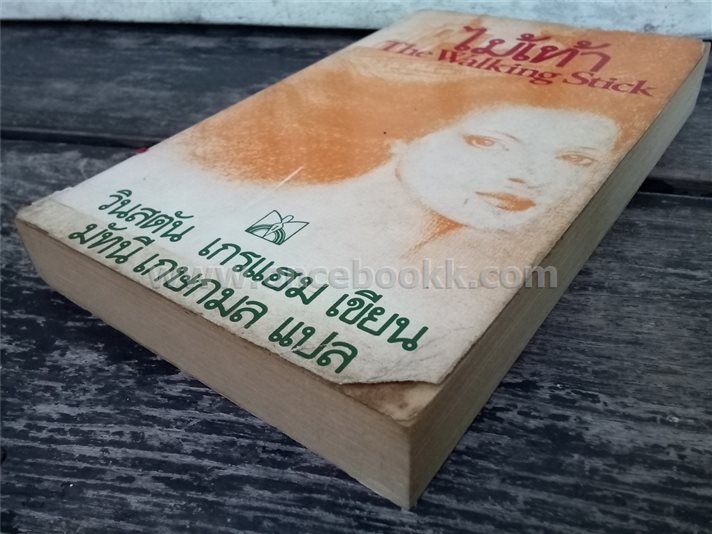 ไม้เท้า
The Walking Stick
วินสตัน เกรแฮม เขียน
มัทนี เกษกมล แปล